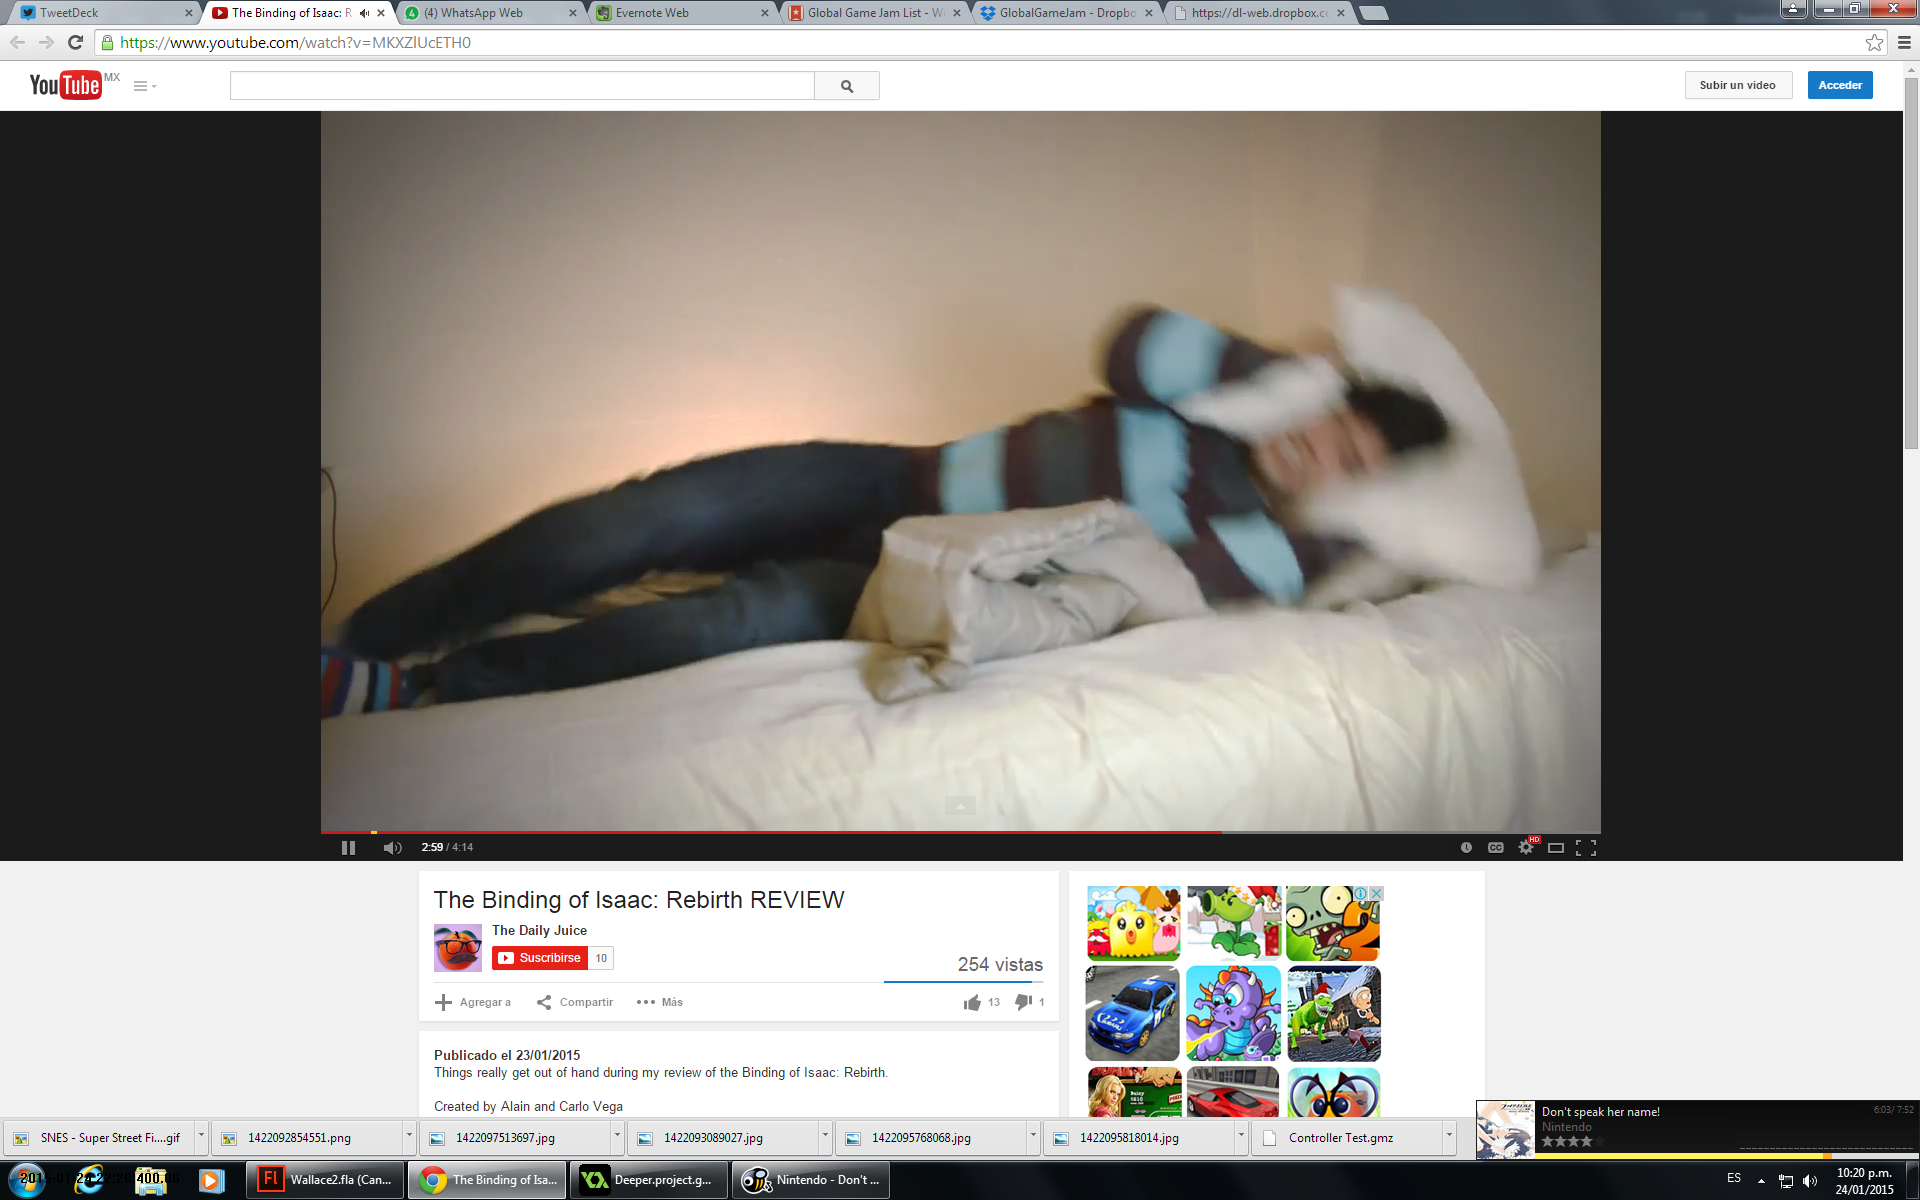 TweetDeck
The Binding of Isaac: R
(4) WhatsApp Web
Evernote Web
Global Game Jam List - W
GlobalGameJam - Dropbo
https://dl-web.dropbox.c
https://www.youtube.com/watch?v=MKXZlUcETH0
YouTube MX
Subir un video
Acceder
2:59 / 4:14
CC
HD
The Binding of Isaac: Rebirth REVIEW
The Daily Juice
Suscribirse
10
254 vistas
Agregar a
Compartir
Más
13
1
Publicado el 23/01/2015
Things really get out of hand during my review of the Binding of Isaac: Rebirth.
Created by Alain and Carlo Vega
2
Don't speak her name!
6:03/ 7:52
Nintendo
SNES - Super Street Fi....gif
1422092854551.png
1422097513697.jpg
1422093089027.jpg
1422095768068.jpg
1422095818014.jpg
Controller Test.gmz
Fl
Wallace2.fla (Can...
The Binding of Isa...
Deeper.project.g...
Nintendo - Don't ...
ES
10:20 p.m.
24/01/2015